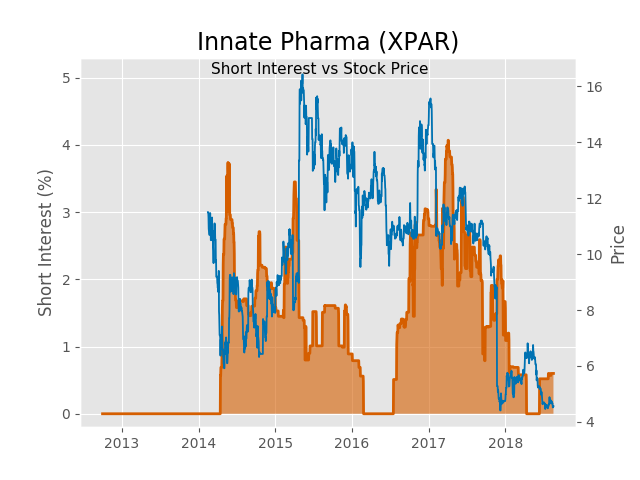 Innate Pharma (XPAR)
Short Interest vs Stock Price
Short Interest (%)
5
4
3
2
1
0
16
14
12
10
8
6
4
Price
2013 2014 2015 2016 2017 2018